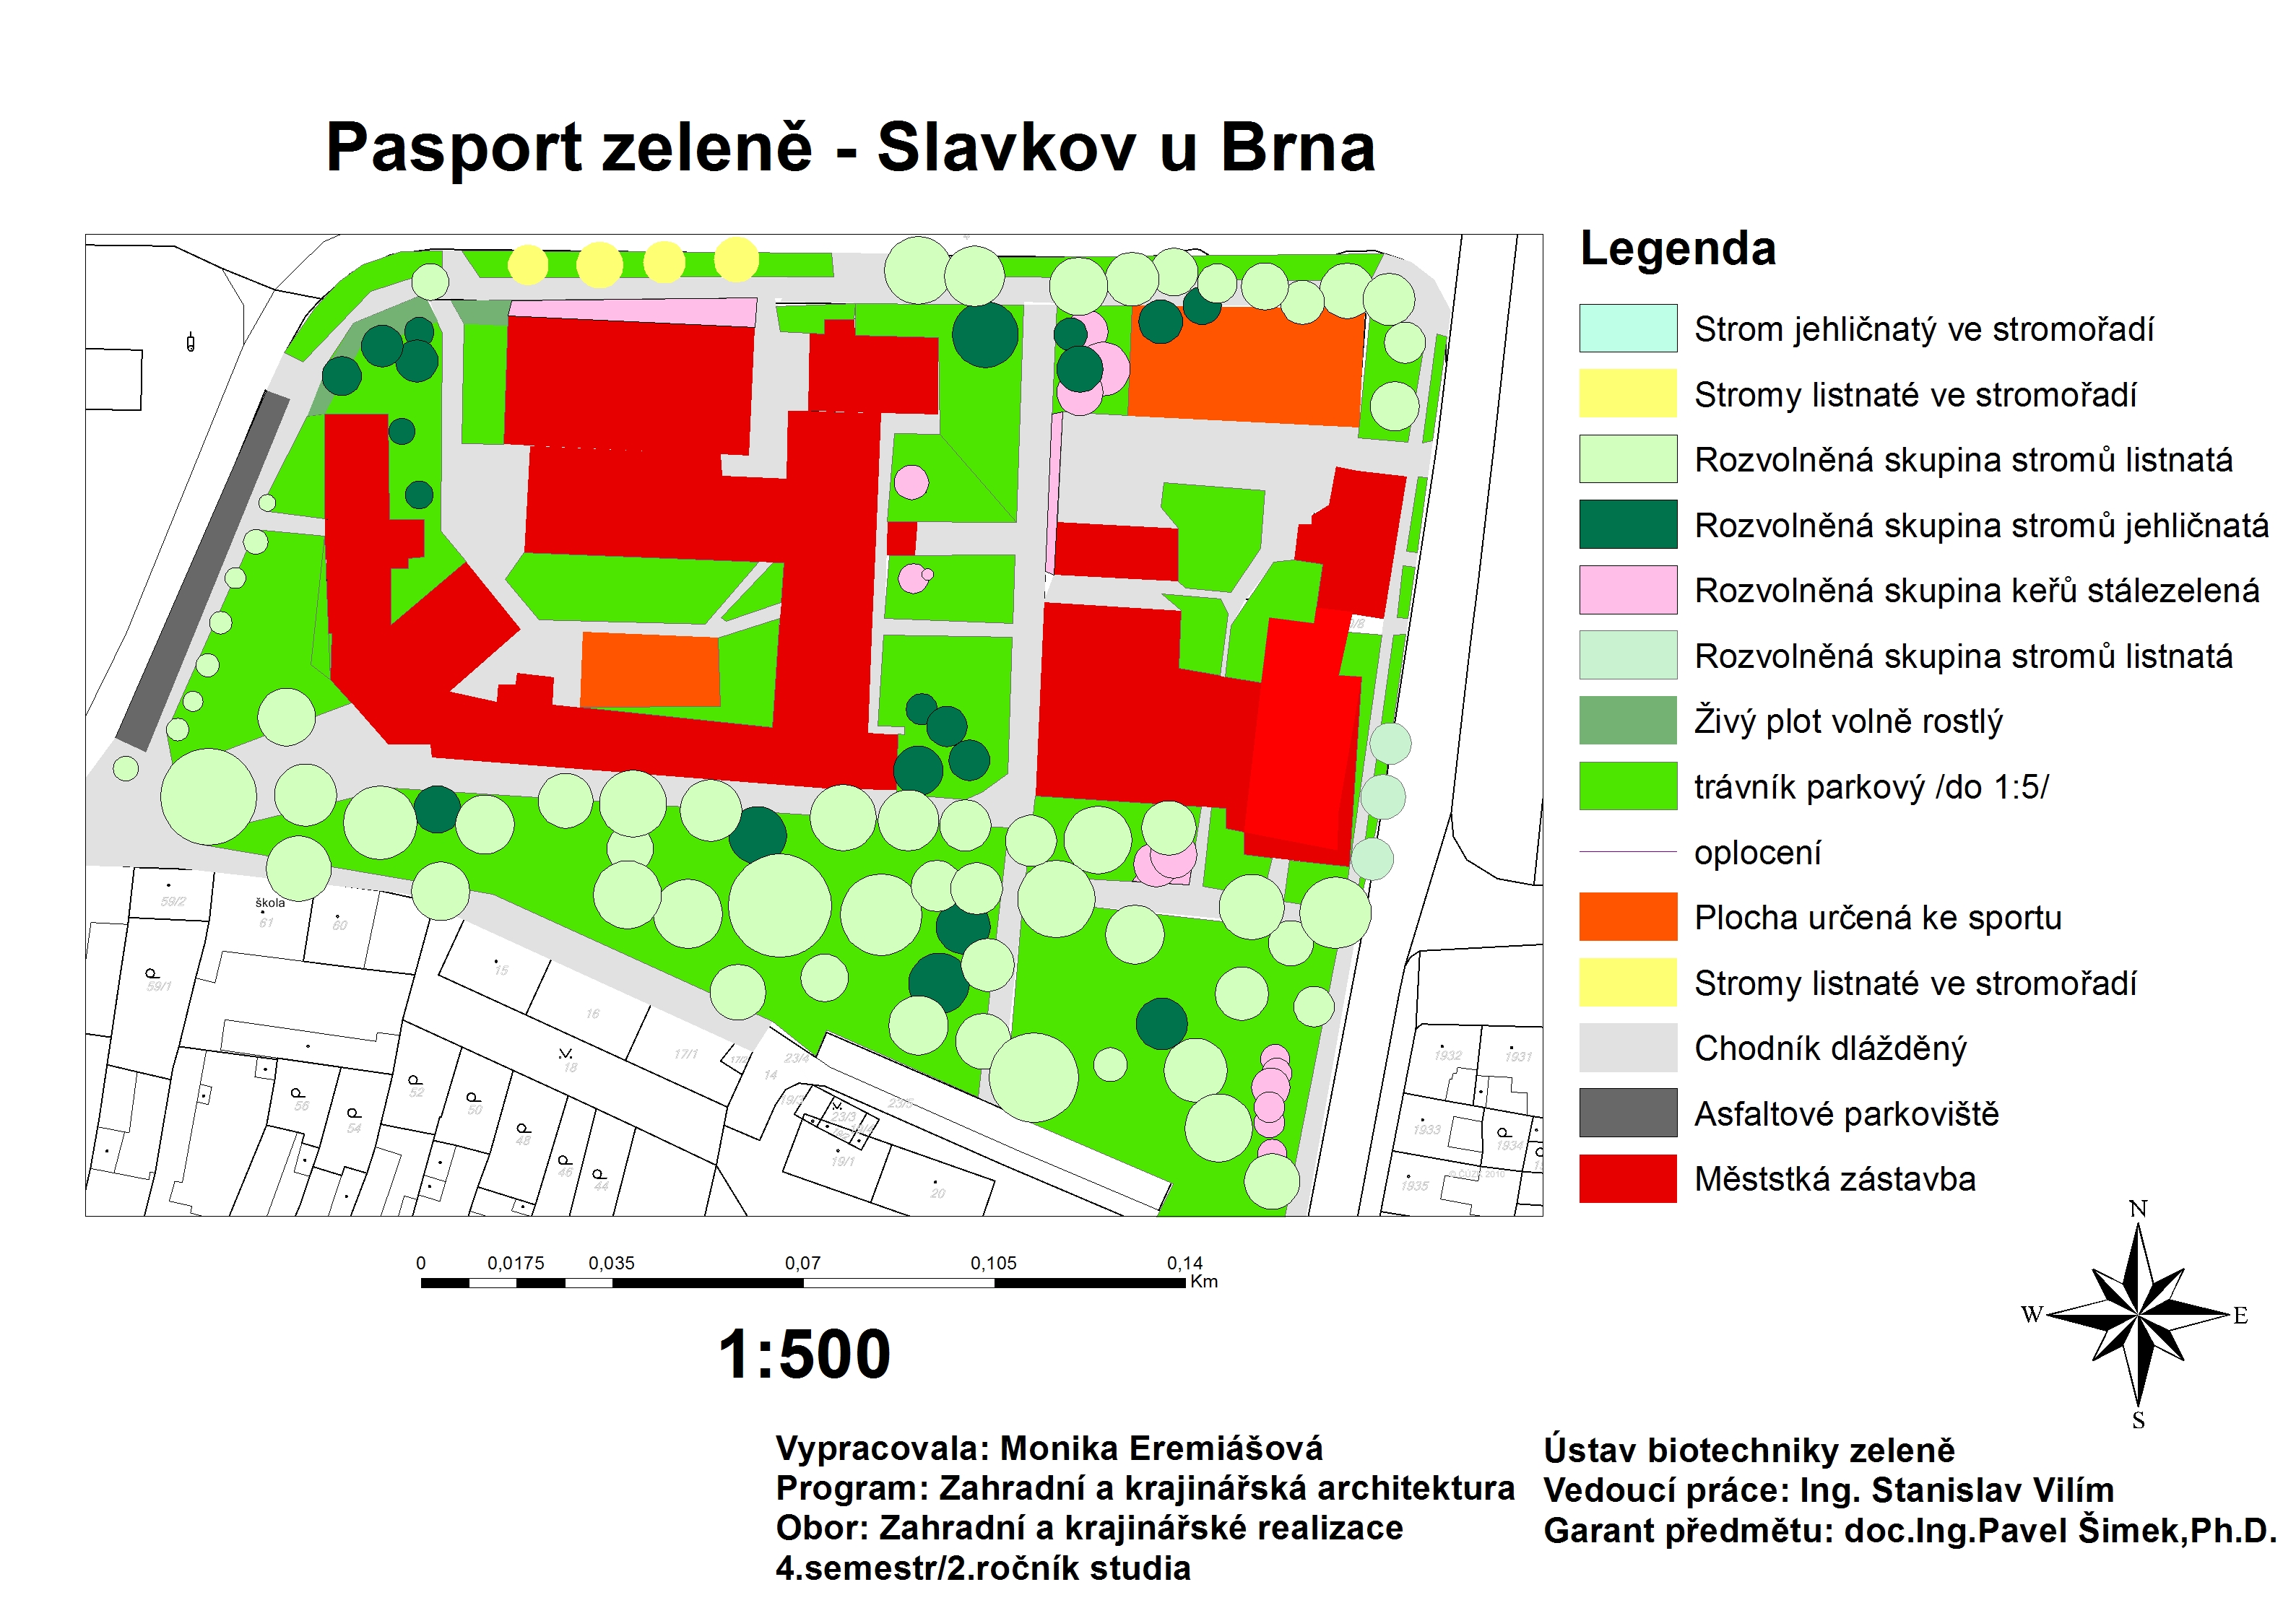 Pasport zeleně - Slavkov u Brna
Legenda
Strom jehličnatý ve stromořadí
Stromy listnaté ve stromořadí
Rozvolněná skupina stromů listnatá
Rozvolněná skupina stromů jehličnatá
Rozvolněná skupina keřů stálezelená
Rozvolněná skupina stromů listnatá
Živý plot volně rostlý
trávník parkový /do 1:5/
oplocení
Plocha určená ke sportu
Stromy listnaté ve stromořadí
Chodník dlážděný
Asfaltové parkoviště
Měststká zástavba
59/2
škola
61
60
59/1
15
16
17/1
17/2
18
14
23/4
23/5
19/3
23/3
19/1
20
56
54
52
50
48
46
44
1932
1931
1933
1934
1935
0 0,0175 0,035 0,07 0,105 0,14
Km
1:500
N
W E
S
Vypracovala: Monika Eremiášová
Program: Zahradní a krajinářská architektura
Obor: Zahradní a krajinářské realizace
4.semestr/2.ročník studia
Ústav biotechniky zeleně
Vedoucí práce: Ing. Stanislav Vilím
Garant předmětu: doc.Ing.Pavel Šimek,Ph.D.